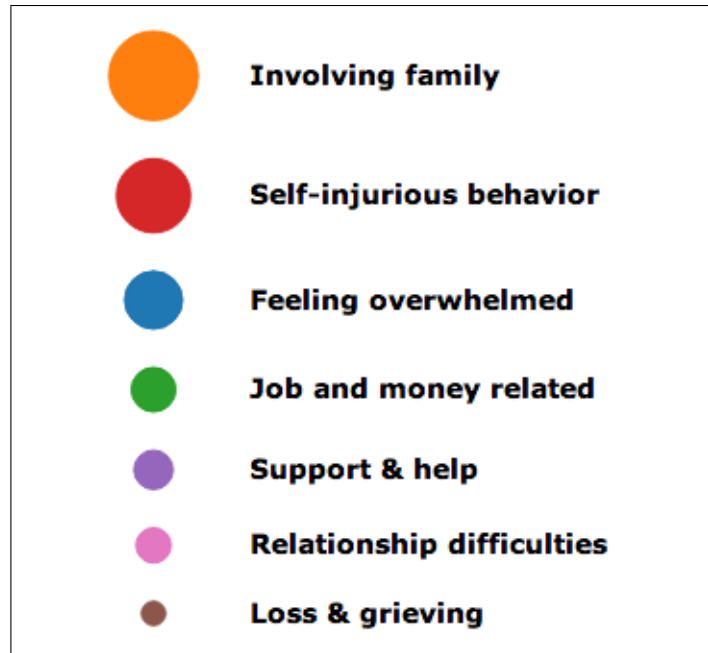 Involving family
Self-injurious behavior
Feeling overwhelmed
Job and money related
Support & help
Relationship difficulties
Loss & grieving